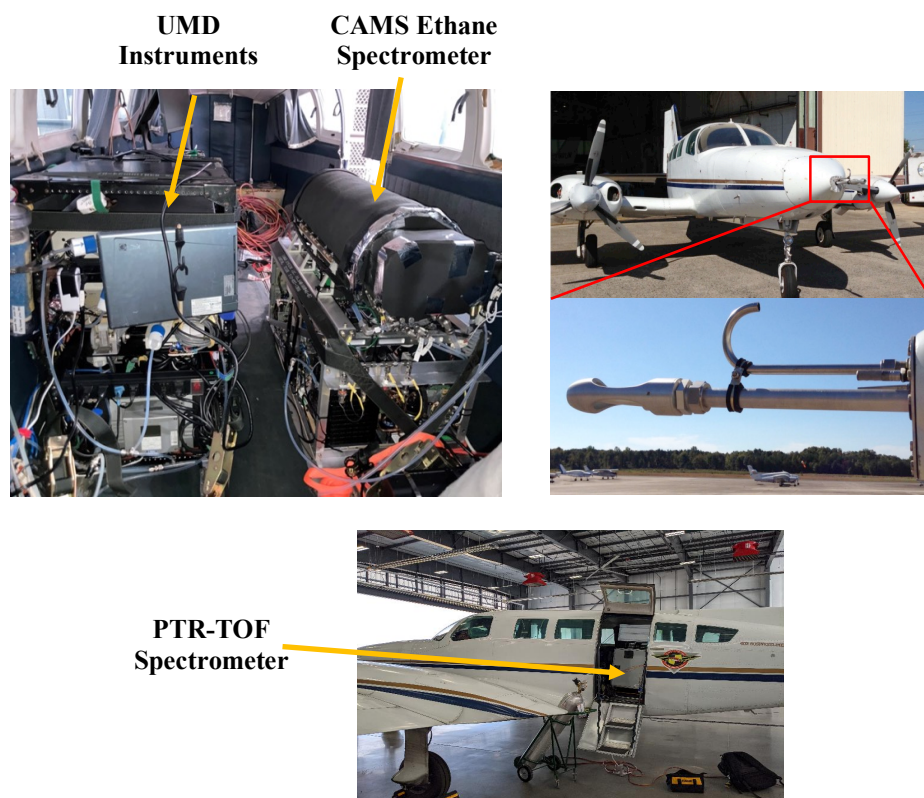 UMD
Instruments
CAMS Ethane
Spectrometer
PTR-TOF
Spectrometer